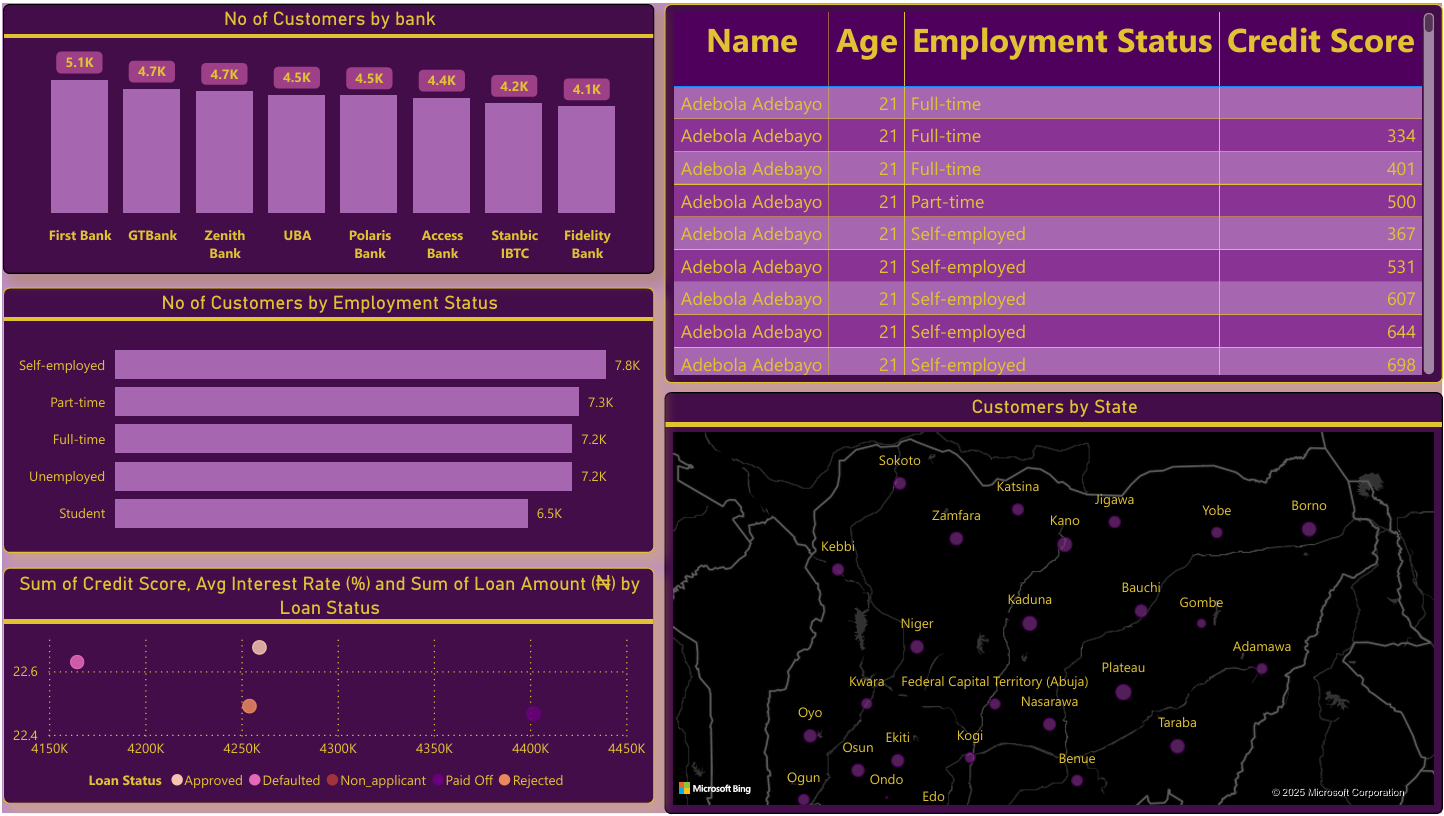 No of Customers by bank
5.1K
4.7K
4.7K
4.5K
4.5K
4.4K
4.2K
4.1K
First Bank
GTBank
Zenith
Bank
UBA
Polaris
Bank
Access
Bank
Stanbic
IBTC
Fidelity
Bank
No of Customers by Employment Status
Self-employed 7.8K
Part-time 7.3K
Full-time 7.2K
Unemployed 7.2K
Student 6.5K
Sum of Credit Score, Avg Interest Rate (%) and Sum of Loan Amount (₦) by
Loan Status
22.6
22.4
4150K 4200K 4250K 4300K 4350K 4400K 4450K
Loan Status Approved Defaulted Non_applicant Paid Off Rejected
Name Age Employment Status Credit Score
Adebola Adebayo 21 Full-time
Adebola Adebayo 21 Full-time 334
Adebola Adebayo 21 Full-time 401
Adebola Adebayo 21 Part-time 500
Adebola Adebayo 21 Self-employed 367
Adebola Adebayo 21 Self-employed 531
Adebola Adebayo 21 Self-employed 607
Adebola Adebayo 21 Self-employed 644
Adebola Adebayo 21 Self-employed 698
Customers by State
Sokoto
Katsina
Jigawa
Zamfara
Kano
Yobe
Borno
Kebbi
Bauchi
Kaduna
Gombe
Niger
Adamawa
Plateau
Kwara
Federal Capital Territory (Abuja)
Nasarawa
Oyo
Taraba
Osun
Ekiti
Kogi
Benue
Ogun
Ondo
Edo
Microsoft Bing
© 2025 Microsoft Corporation